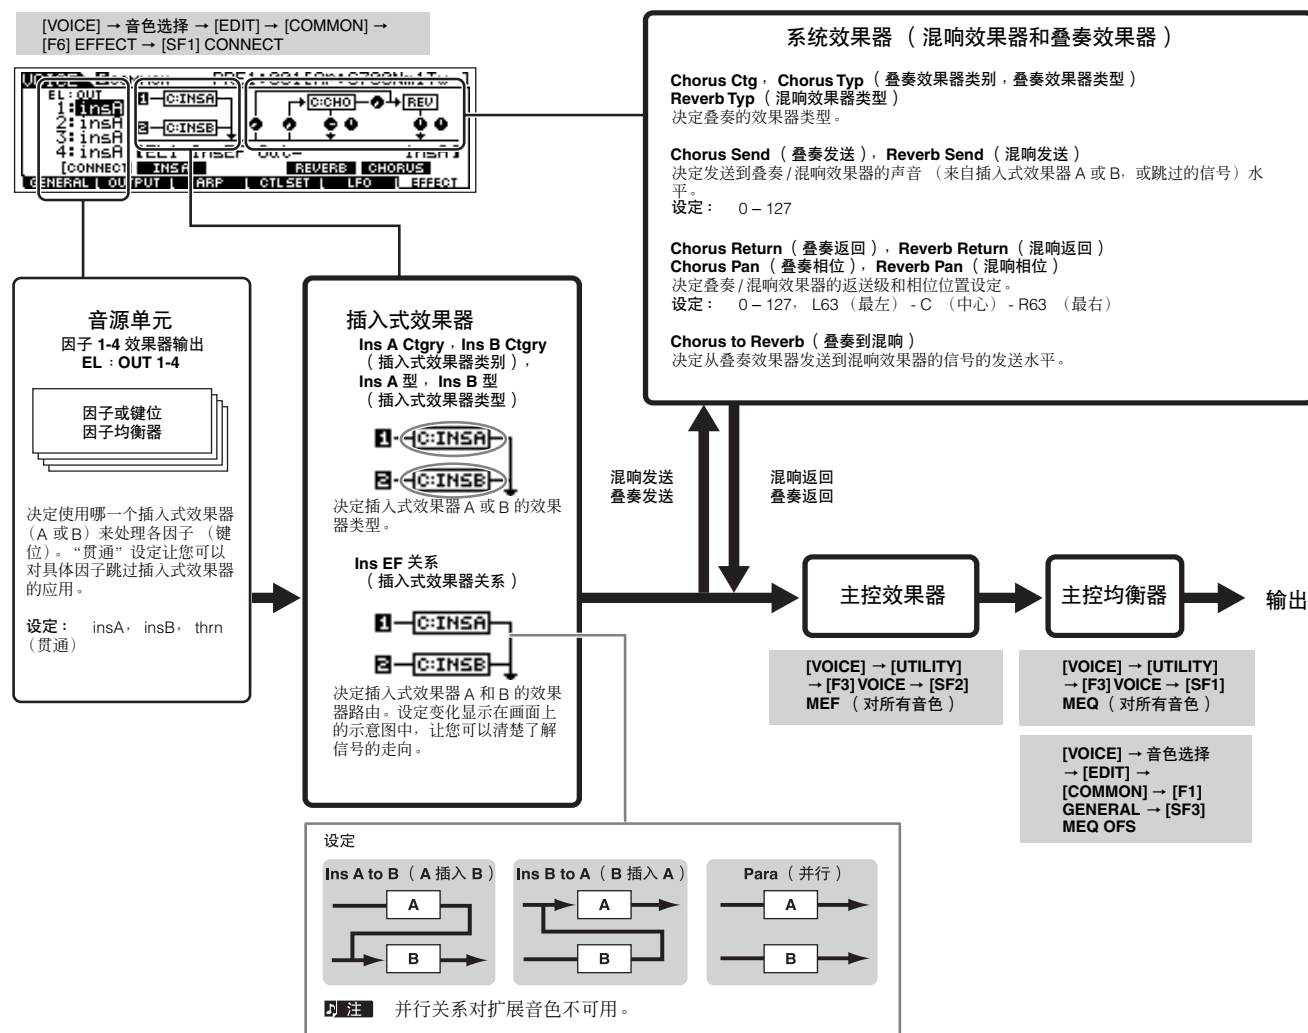 [VOICE] → 音色选择 → [EDIT] → [COMMON] →
[F6] EFFECT → [SF1] CONNECT
EL:OUT
1:insA
2:insA
3:insA
4:insA
1 C:INSA
2 C:INSB
C:CHO
REV
[CONNECT]
INSA
REVERB
CHORUS
GENERAL
OUTPUT
ARP
CTLSET
LFO
EFFECT
系统效果器 （ 混响效果器和叠奏效果器 ）
Chorus Ctg，Chorus Typ （ 叠奏效果器类别，叠奏效果器类型）
Reverb Typ （ 混响效果器类型）
决定叠奏的效果器类型。
Chorus Send （ 叠奏发送），Reverb Send （ 混响发送）
决定发送到叠奏 / 混响效果器的声音 （来自插入式效果器 A 或 B，或跳过的信号）水
平。
设定： 0 – 127
Chorus Return （ 叠奏返回），Reverb Return （ 混响返回）
Chorus Pan （ 叠奏相位），Reverb Pan （ 混响相位）
决定叠奏 / 混响效果器的返送级和相位位置设定。
设定： 0 – 127， L63 （最左） - C （中心） - R63 （最右）
Chorus to Reverb （ 叠奏到混响）
决定从叠奏效果器发送到混响效果器的信号的发送水平。
音源单元
因子 1-4 效果器输出
EL：OUT 1-4
因子或键位
因子均衡器
决定使用哪一个插入式效果器
（A 或 B）来处理各因子 （键
位）。“贯通” 设定让您可以
对具体因子跳过插入式效果器
的应用。
设定： insA， insB， thrn
（贯通）
插入式效果器
Ins A Ctgry，Ins B Ctgry
（ 插入式效果器类别），
Ins A 型，Ins B 型
（ 插入式效果器类型 ）
1 C:INSA
2 C:INSB
决定插入式效果器 A 或 B 的效果
器类型。
Ins EF 关系
（ 插入式效果器关系 ）
1 C:INSA
2 C:INSB
决定插入式效果器 A 和 B 的效果
器路由。设定变化显示在画面上
的示意图中，让您可以清楚了解
信号的走向。
混响发送
叠奏发送
混响返回
叠奏返回
主控效果器
主控均衡器
输出
[VOICE] → [UTILITY]
→ [F3] VOICE → [SF2]
MEF （ 对所有音色 ）
[VOICE] → [UTILITY]
→ [F3] VOICE → [SF1]
MEQ （ 对所有音色 ）
[VOICE] → 音色选择
→ [EDIT] →
[COMMON] → [F1]
GENERAL → [SF3]
MEQ OFS
设定
Ins A to B （ A 插入 B ）
A
B
Ins B to A （ B 插入 A ）
A
B
Para （ 并行 ）
A
B
注 并行关系对扩展音色不可用。